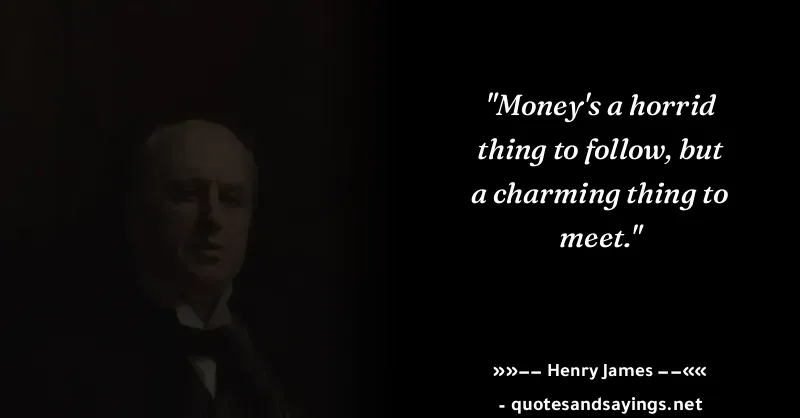 "Money's a horrid
thing to follow, but
a charming thing to
meet."
»»—— Henry James ——««
- quotesandsayings.net